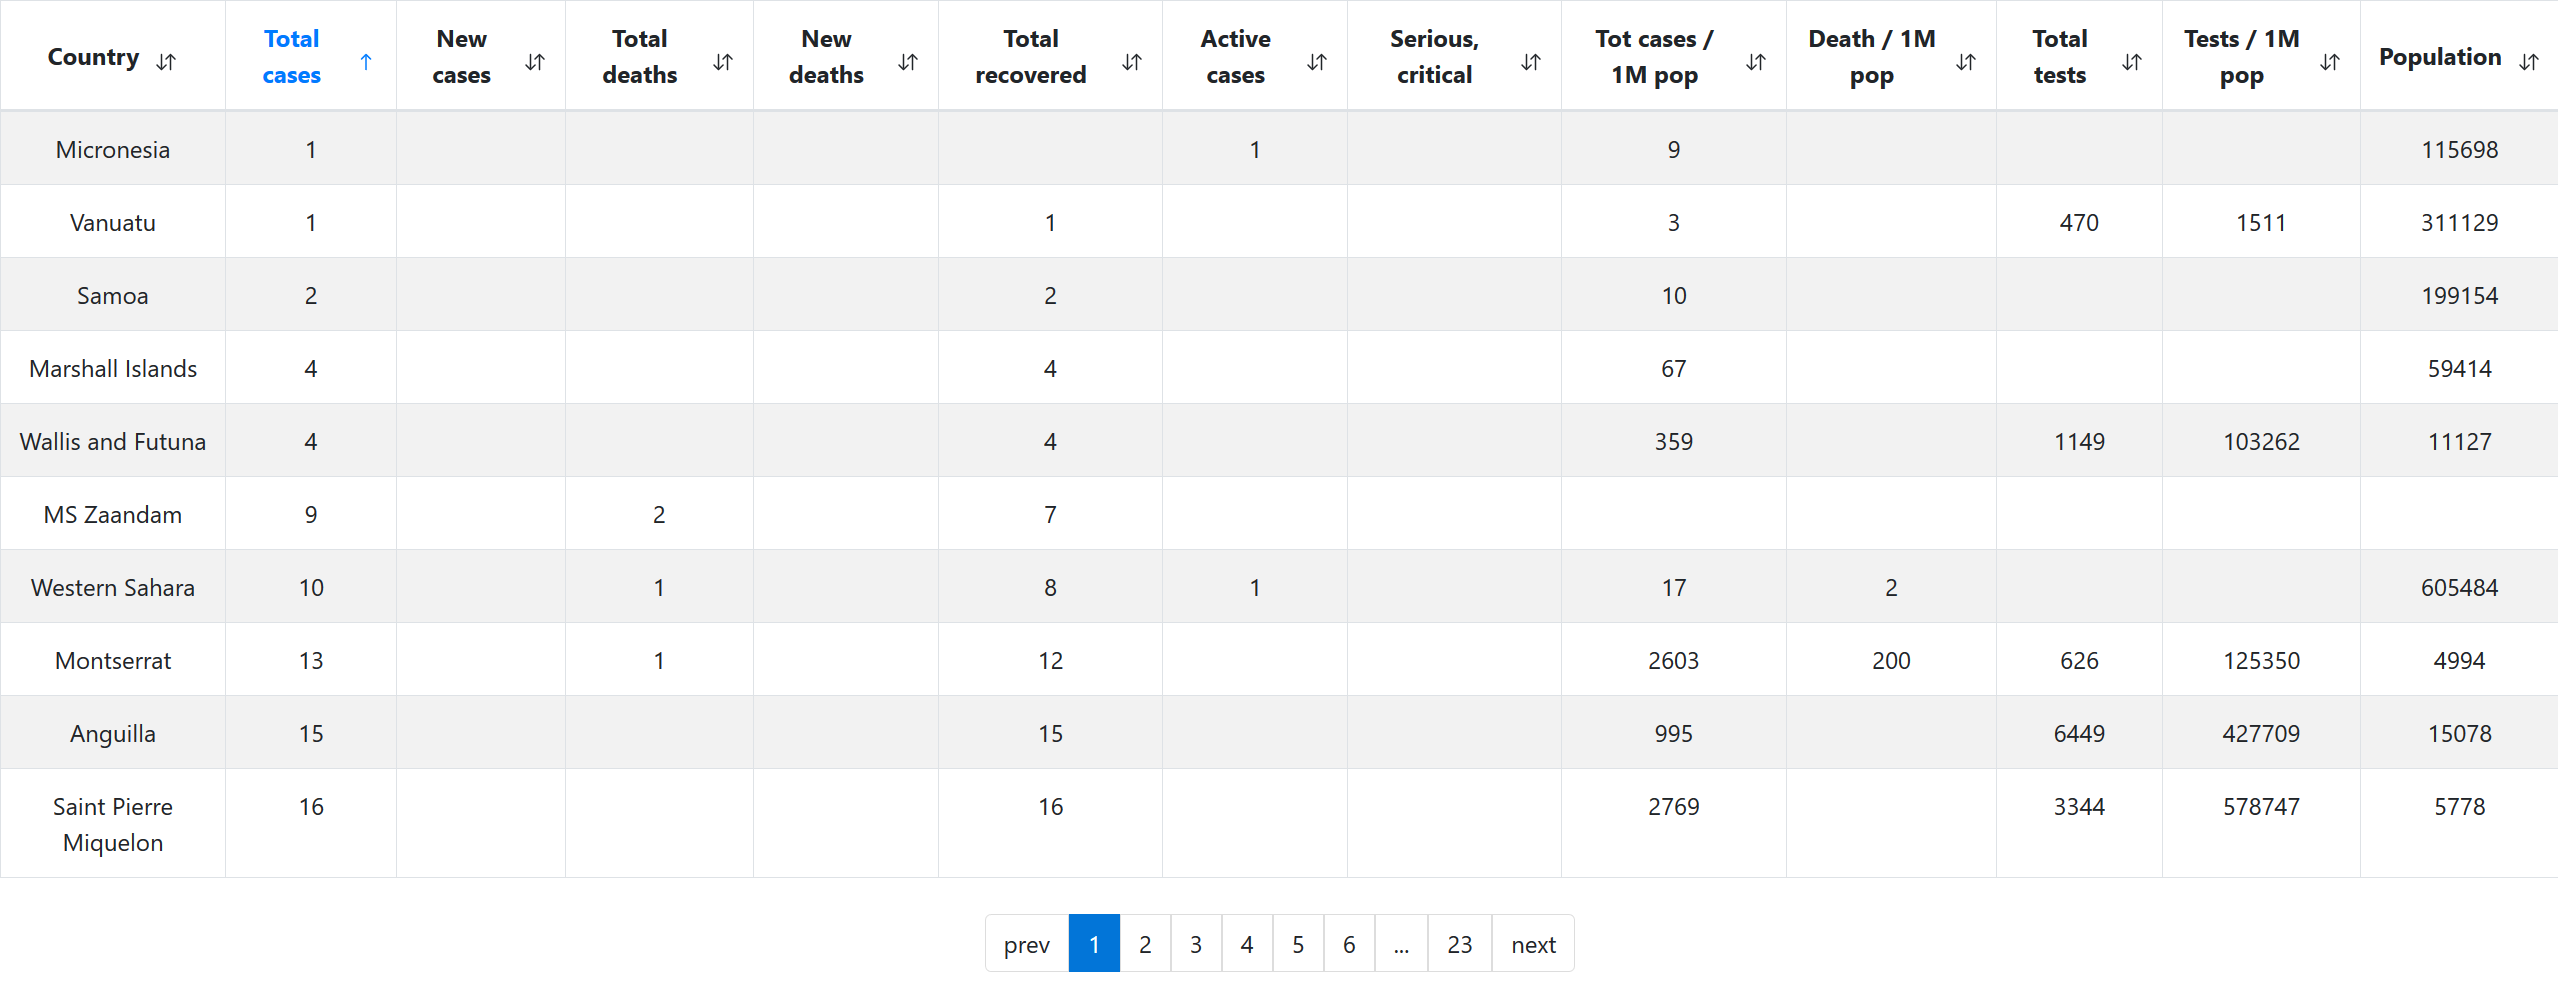 Country Total cases New cases Total deaths New deaths Total recovered Active cases Serious, critical Tot cases / 1M pop Death / 1M pop Total tests Tests / 1M pop Population
Micronesia 1 1 9 115698
Vanuatu 1 1 3 470 1511 311129
Samoa 2 2 10 199154
Marshall Islands 4 4 67 59414
Wallis and Futuna 4 4 359 1149 103262 11127
MS Zaandam 9 2 7
Western Sahara 10 1 8 1 17 2 605484
Montserrat 13 1 12 2603 200 626 125350 4994
Anguilla 15 15 995 6449 427709 15078
Saint Pierre Miquelon 16 16 2769 3344 578747 5778
prev 1 2 3 4 5 6 ... 23 next